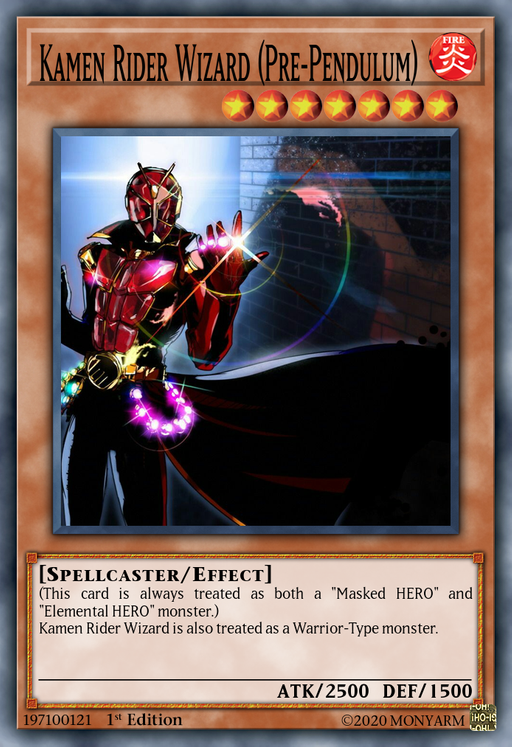 Kamen Rider Wizard (Pre-Pendulum)
FIRE
炎
[Spellcaster/Effect]
(This card is always treated as both a "Masked HERO" and
"Elemental HERO" monster.)
Kamen Rider Wizard is also treated as a Warrior-Type monster.
ATK/2500 DEF/1500
197100121 1st Edition
©2020 MONYARM